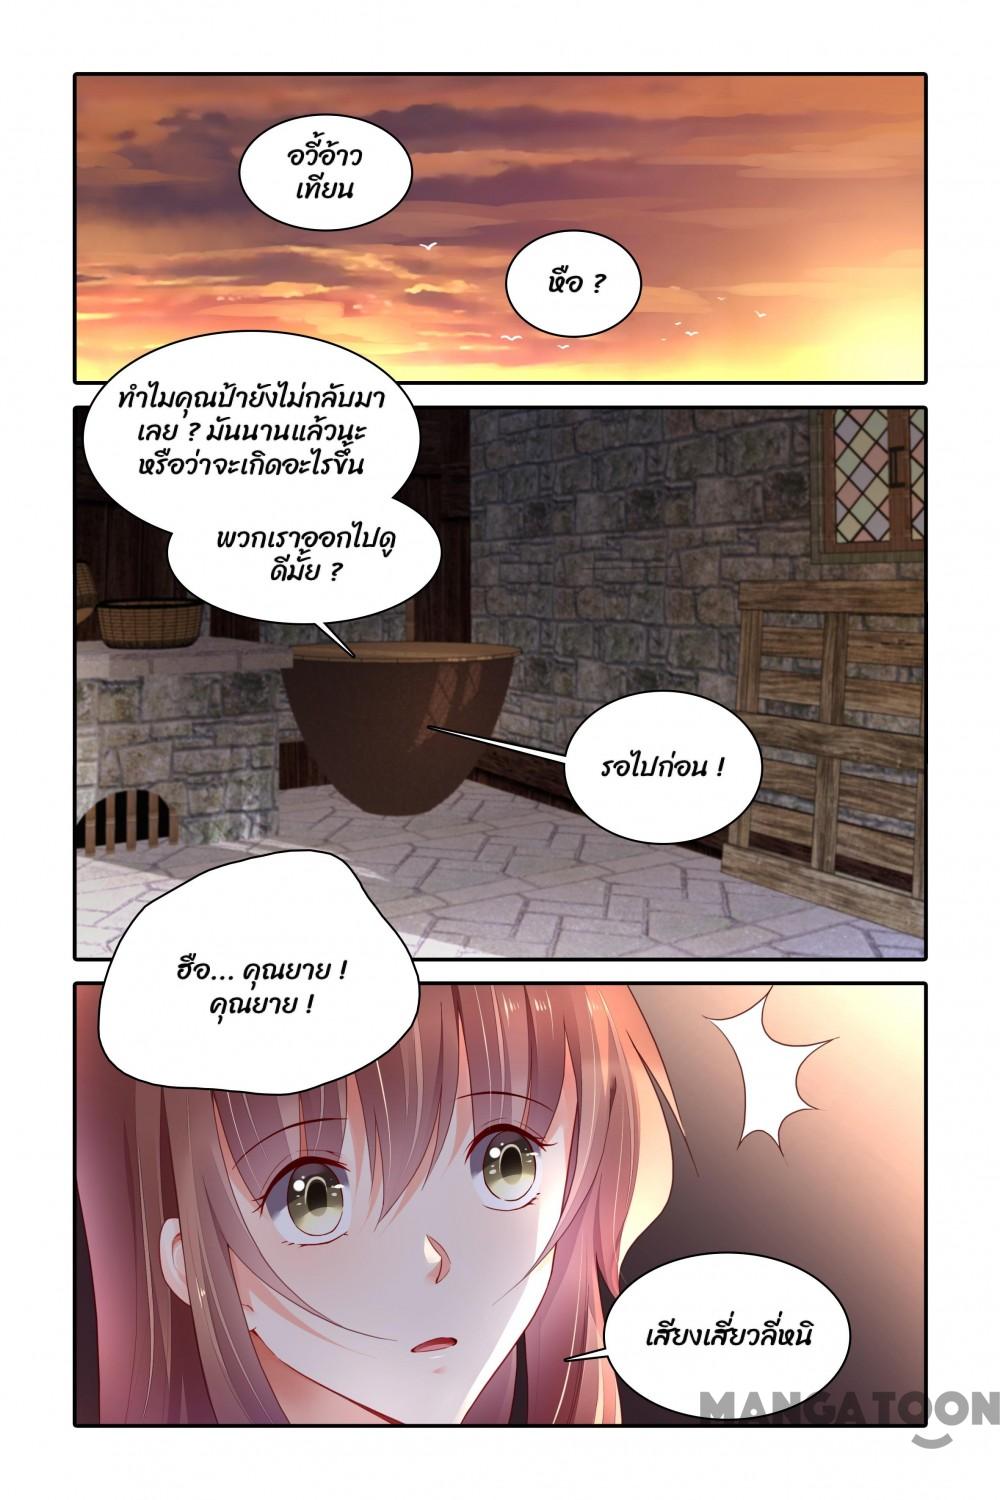 อวี้อ้าว
เทียน
หือ ?
ทำไมคุณป้ายังไม่กลับมา
เลย ? มันนานแล้วนะ
หรือว่าจะเกิดอะไรขึ้น
พวกเราออกไปดู
ดีมั้ย ?
รอไปก่อน !
ฮือ... คุณยาย !
คุณยาย !
เสียงเสี่ยวลี่หนิ
MANGATOON